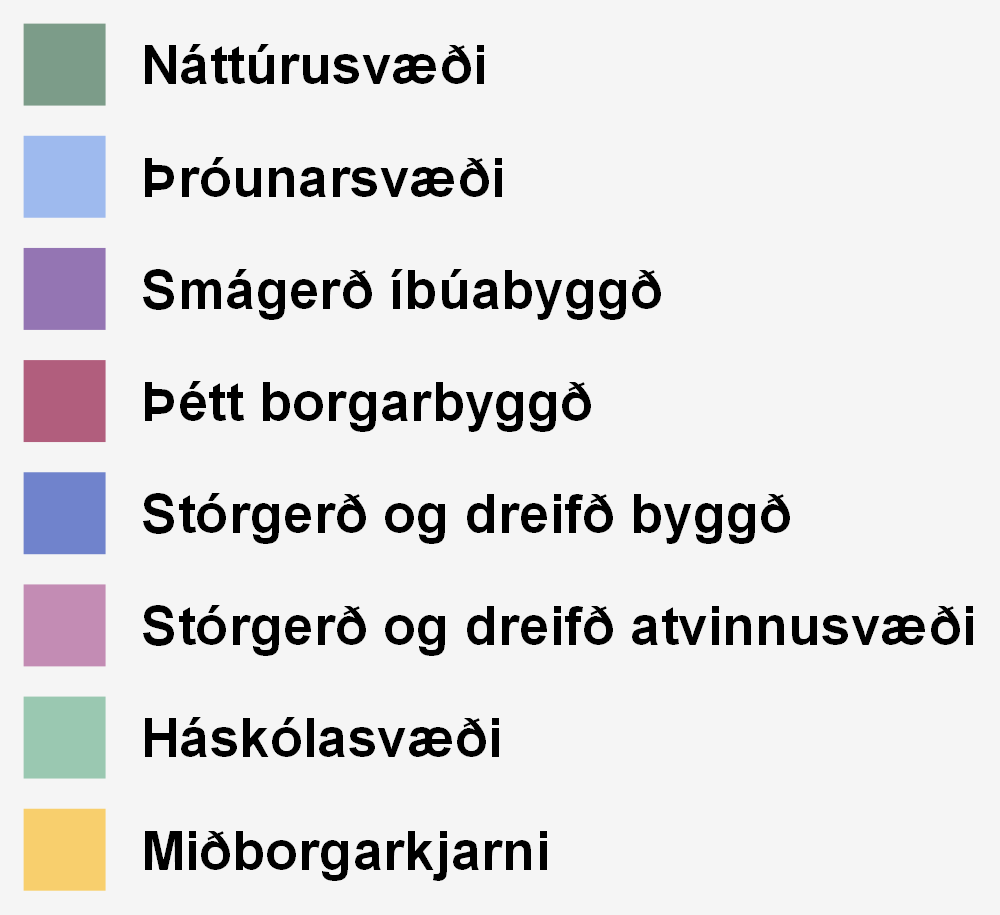 Náttúrusvæði
Þróunarsvæði
Smágerð íbúabyggð
Þétt borgarbyggð
Stórgerð og dreifð byggð
Stórgerð og dreifð atvinnusvæði
Háskólasvæði
Miðborgarkjarni